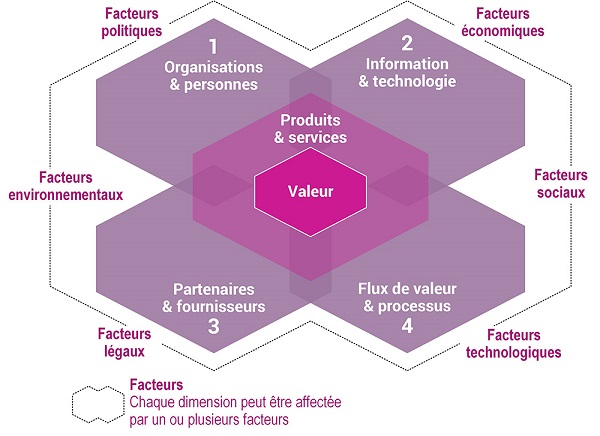 Facteurs
politiques
Facteurs
économiques
1
Organisations
& personnes
2
Information
& technologie
Produits
& services
Facteurs
environnementaux
Valeur
Facteurs
sociaux
Partenaires
& fournisseurs
3
Flux de valeur
& processus
4
Facteurs
légaux
Facteurs
technologiques
Facteurs
Chaque dimension peut être affectée
par un ou plusieurs facteurs